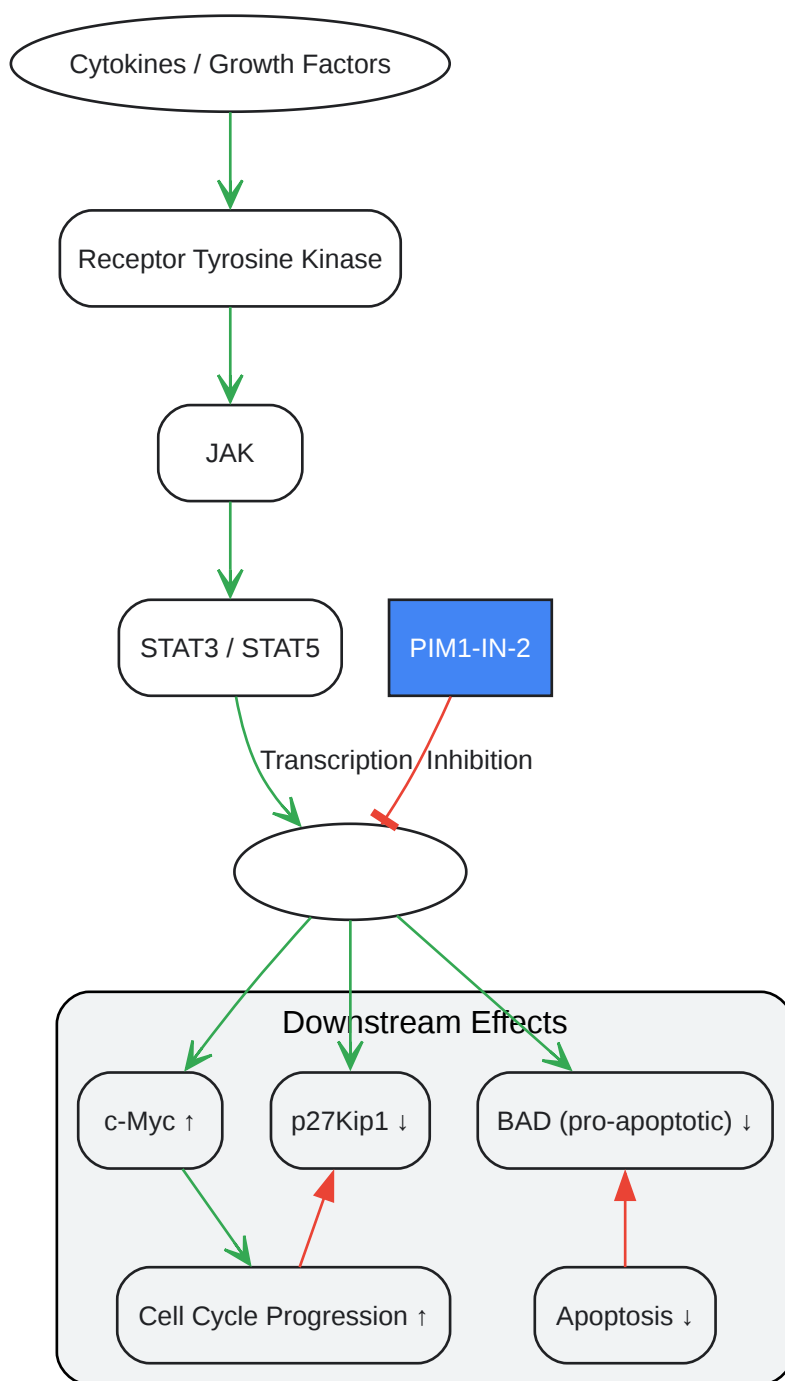 Cytokines / Growth Factors
Receptor Tyrosine Kinase
JAK
STAT3 / STAT5
PIM1-IN-2
Transcription
Inhibition
Downstream Effects
c-Myc ↑
p27Kip1 ↓
BAD (pro-apoptotic) ↓
Cell Cycle Progression ↑
Apoptosis ↓